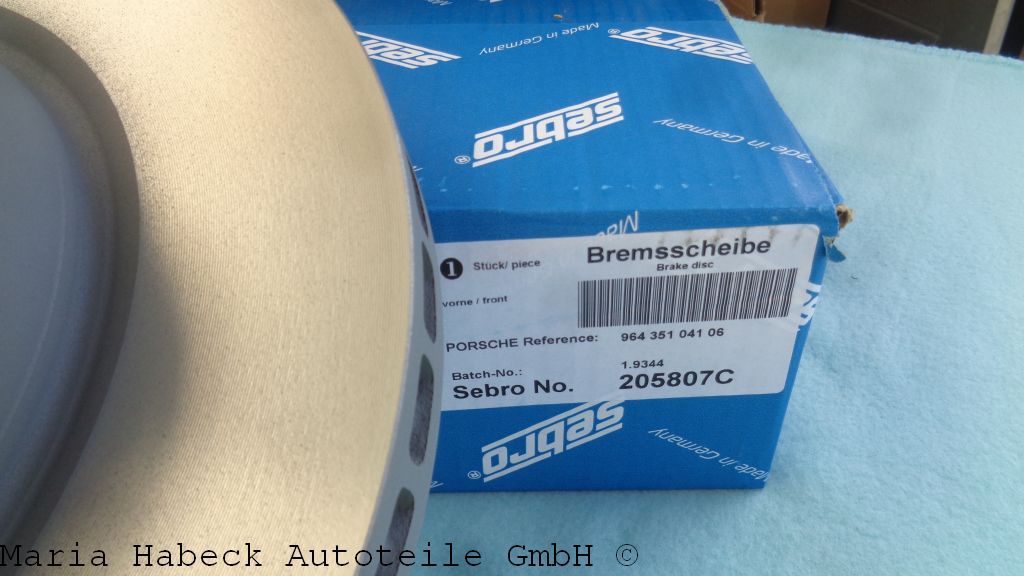 Made in Germany
sebro
sebro®
Made in Germany
Made in Germany
Bremsscheibe
Brake disc
1 Stück/ piece
vorne / front
PORSCHE Reference: 964 351 041 06
Batch-No.: 1.9344
Sebro No. 205807C
sebro®
Made in Germany
Maria Habeck Autoteile GmbH ©